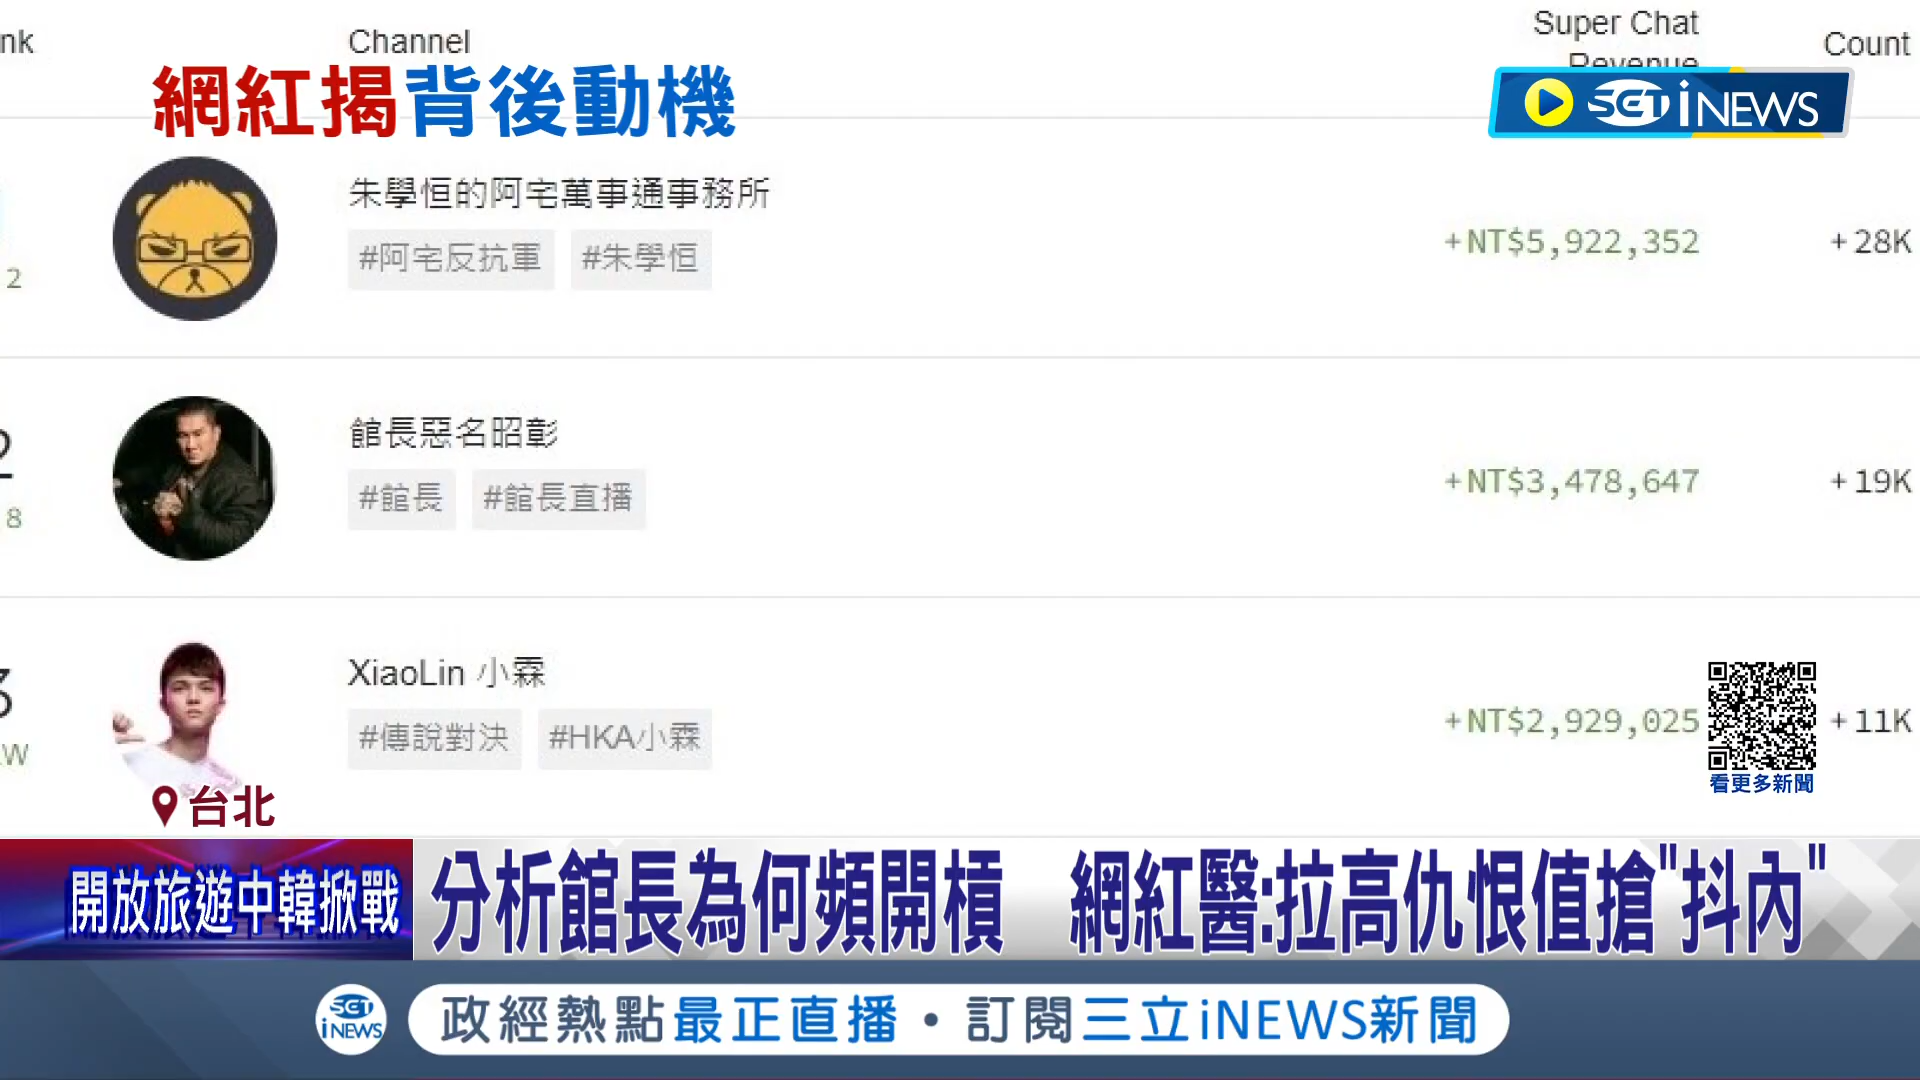 nk
Channel
Super Chat
Revenue
Count
網紅揭背後動機
SET iNEWS
朱學恒的阿宅萬事通事務所
#阿宅反抗軍 #朱學恒
+NT$5,922,352
+28K
2
2
館長惡名昭彰
#館長 #館長直播
+NT$3,478,647
+19K
8
3
XiaoLin 小霖
#傳說對決 #HKA小霖
+NT$2,929,025
+11K
W
看更多新聞
台北
開放旅遊中韓掀戰
分析館長為何頻開槓 網紅醫:拉高仇恨值搶"抖內"
SET iNEWS
政經熱點最正直播・訂閱三立iNEWS新聞